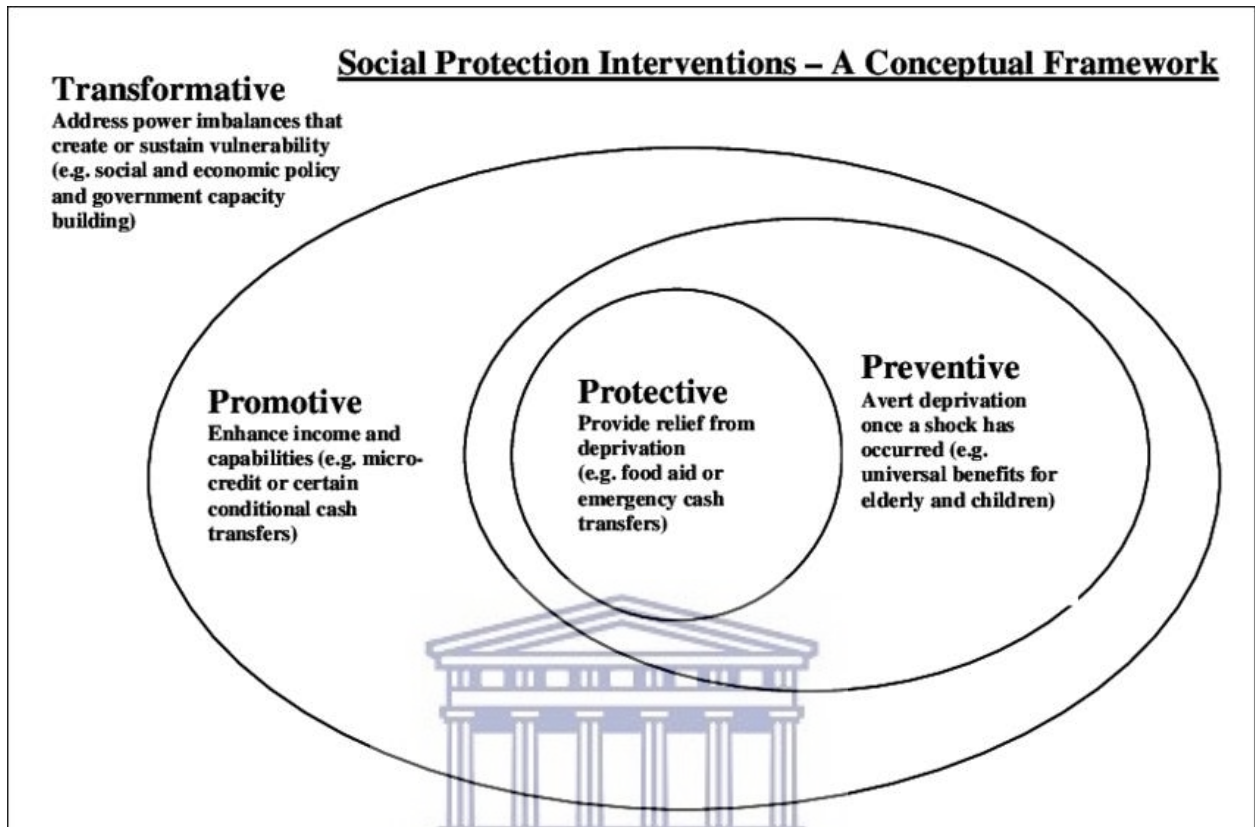 Social Protection Interventions – A Conceptual Framework
Transformative
Address power imbalances that
create or sustain vulnerability
(e.g. social and economic policy
and government capacity
building)
Promotive
Enhance income and
capabilities (e.g. micro-
credit or certain
conditional cash
transfers)
Protective
Provide relief from
deprivation
(e.g. food aid or
emergency cash
transfers)
Preventive
Avert deprivation
once a shock has
occurred (e.g.
universal benefits for
elderly and children)